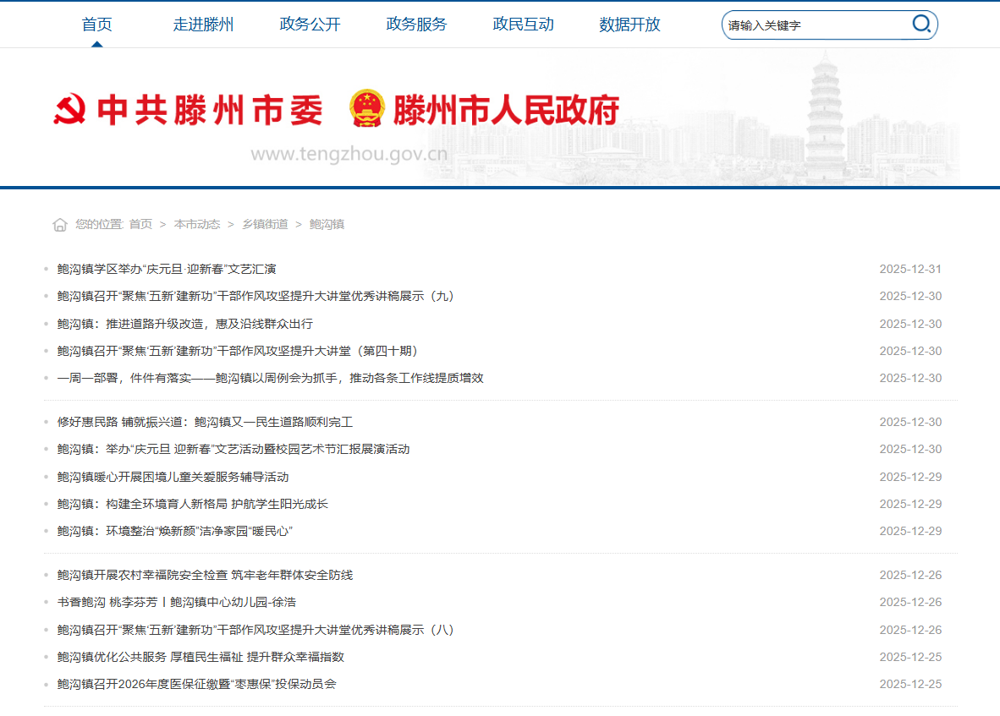 首页 走进滕州 政务公开 政务服务 政民互动 数据开放 请输入关键字
中共滕州市委 滕州市人民政府
www.tengzhou.gov.cn
您的位置: 首页 > 本市动态 > 乡镇街道 > 鲍沟镇
鲍沟镇学区举办“庆元旦·迎新春”文艺汇演 2025-12-31
鲍沟镇召开“聚焦‘五新’建新功”干部作风攻坚提升大讲堂优秀讲稿展示（九） 2025-12-30
鲍沟镇：推进道路升级改造，惠及沿线群众出行 2025-12-30
鲍沟镇召开“聚焦‘五新’建新功”干部作风攻坚提升大讲堂（第四十期） 2025-12-30
一周一部署，件件有落实——鲍沟镇以周例会为抓手，推动各条工作线提质增效 2025-12-30
修好惠民路 铺就振兴道：鲍沟镇又一民生道路顺利完工 2025-12-30
鲍沟镇：举办“庆元旦 迎新春”文艺活动暨校园艺术节汇报展演活动 2025-12-30
鲍沟镇暖心开展困境儿童关爱服务辅导活动 2025-12-29
鲍沟镇：构建全环境育人新格局 护航学生阳光成长 2025-12-29
鲍沟镇：环境整治“焕新颜”洁净家园“暖民心” 2025-12-29
鲍沟镇开展农村幸福院安全检查 筑牢老年群体安全防线 2025-12-26
书香鲍沟 桃李芬芳丨鲍沟镇中心幼儿园-徐浩 2025-12-26
鲍沟镇召开“聚焦‘五新’建新功”干部作风攻坚提升大讲堂优秀讲稿展示（八） 2025-12-26
鲍沟镇优化公共服务 厚植民生福祉 提升群众幸福指数 2025-12-25
鲍沟镇召开2026年度医保征缴暨“枣惠保”投保动员会 2025-12-25